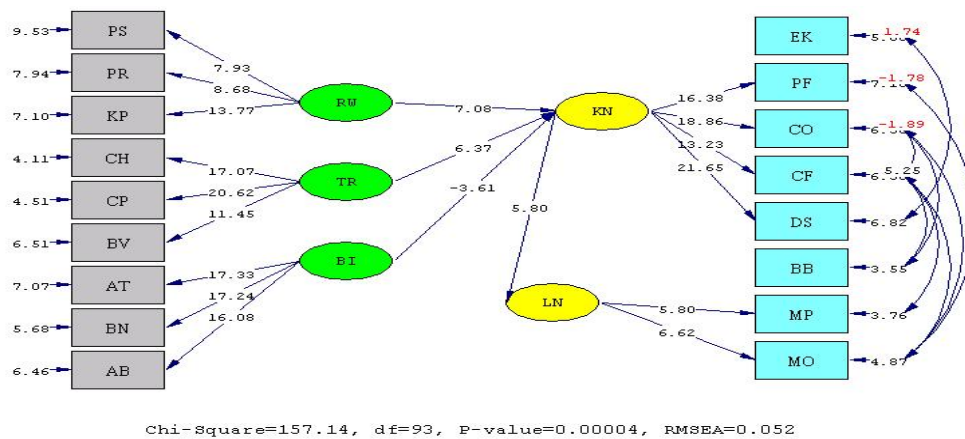 9.53 PS
7.94 PR
7.10 KP
4.11 CH
4.51 CP
6.51 BV
7.07 AT
5.68 BN
6.46 AB
7.93
8.68
13.77
17.07
20.62
11.45
17.33
17.24
16.08
RW
TR
BI
7.08
6.37
-3.61
KN
5.80
LN
16.38
18.86
13.23
21.65
5.80
6.62
EK 1.74
PF -1.78
CO -1.89
CF 5.25
DS 6.82
BB 3.55
MP 3.76
MO 4.87
Chi-Square=157.14, df=93, P-value=0.00004, RMSEA=0.052